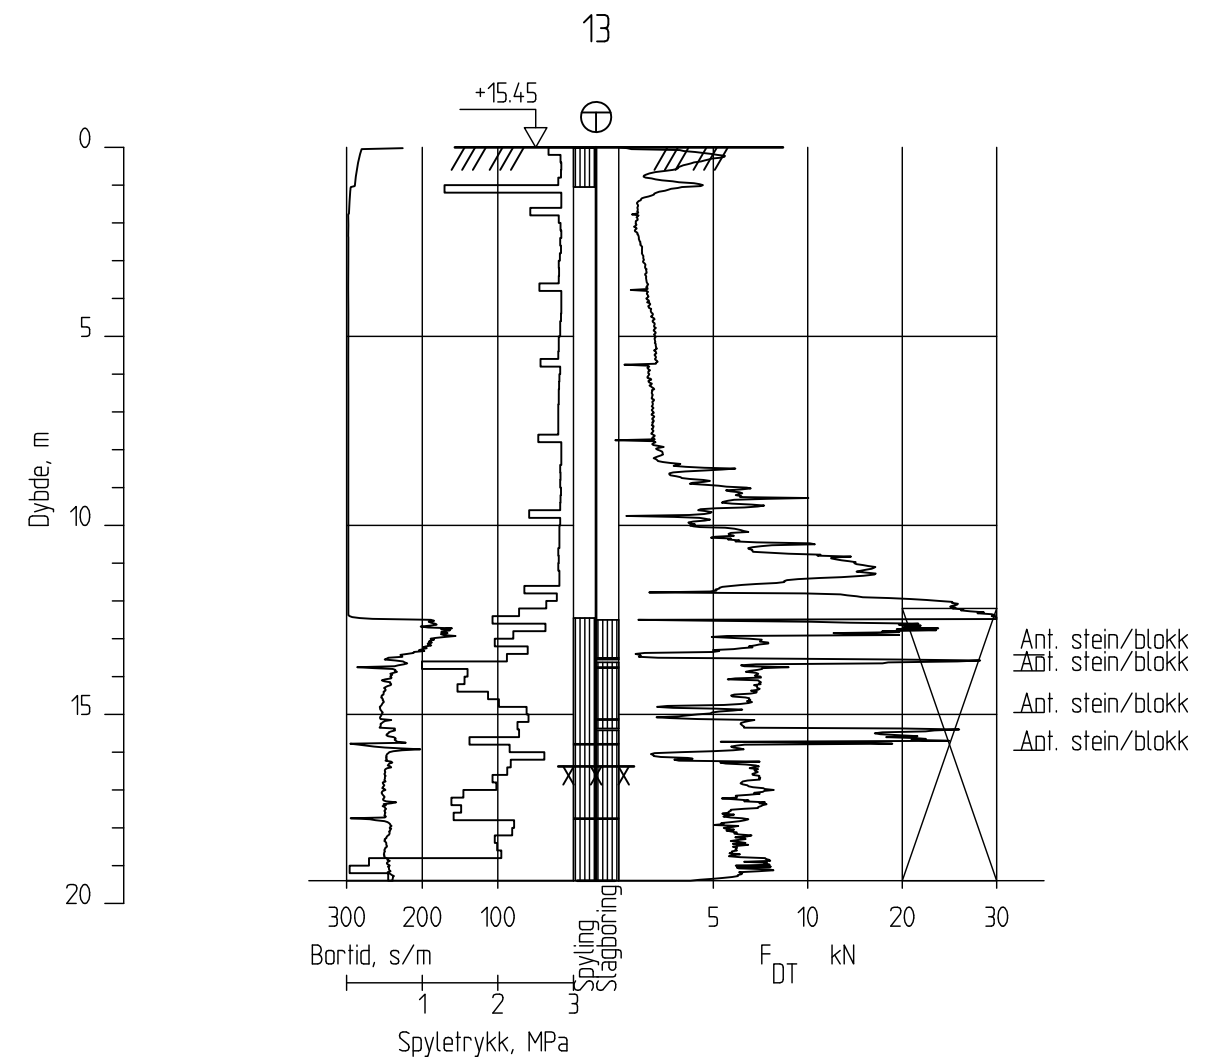 13
+15.45
0
5
10
15
20
Dybde, m
Ant. stein/blokk
Ant. stein/blokk
Ant. stein/blokk
Ant. stein/blokk
300 200 100
5 10 20 30
Bortid, s/m
Spyling
Slagboring
FDT kN
1 2 3
Spyletrykk, MPa